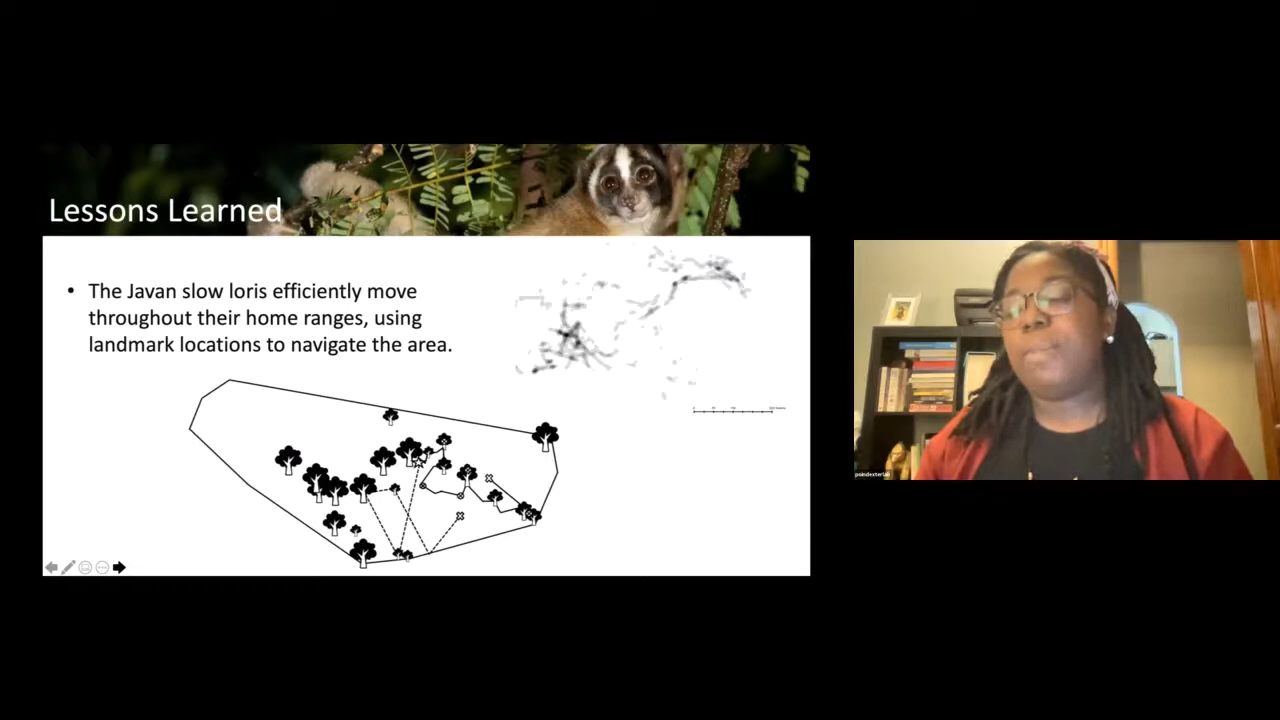 Lessons Learned
• The Javan slow loris efficiently move
throughout their home ranges, using
landmark locations to navigate the area.